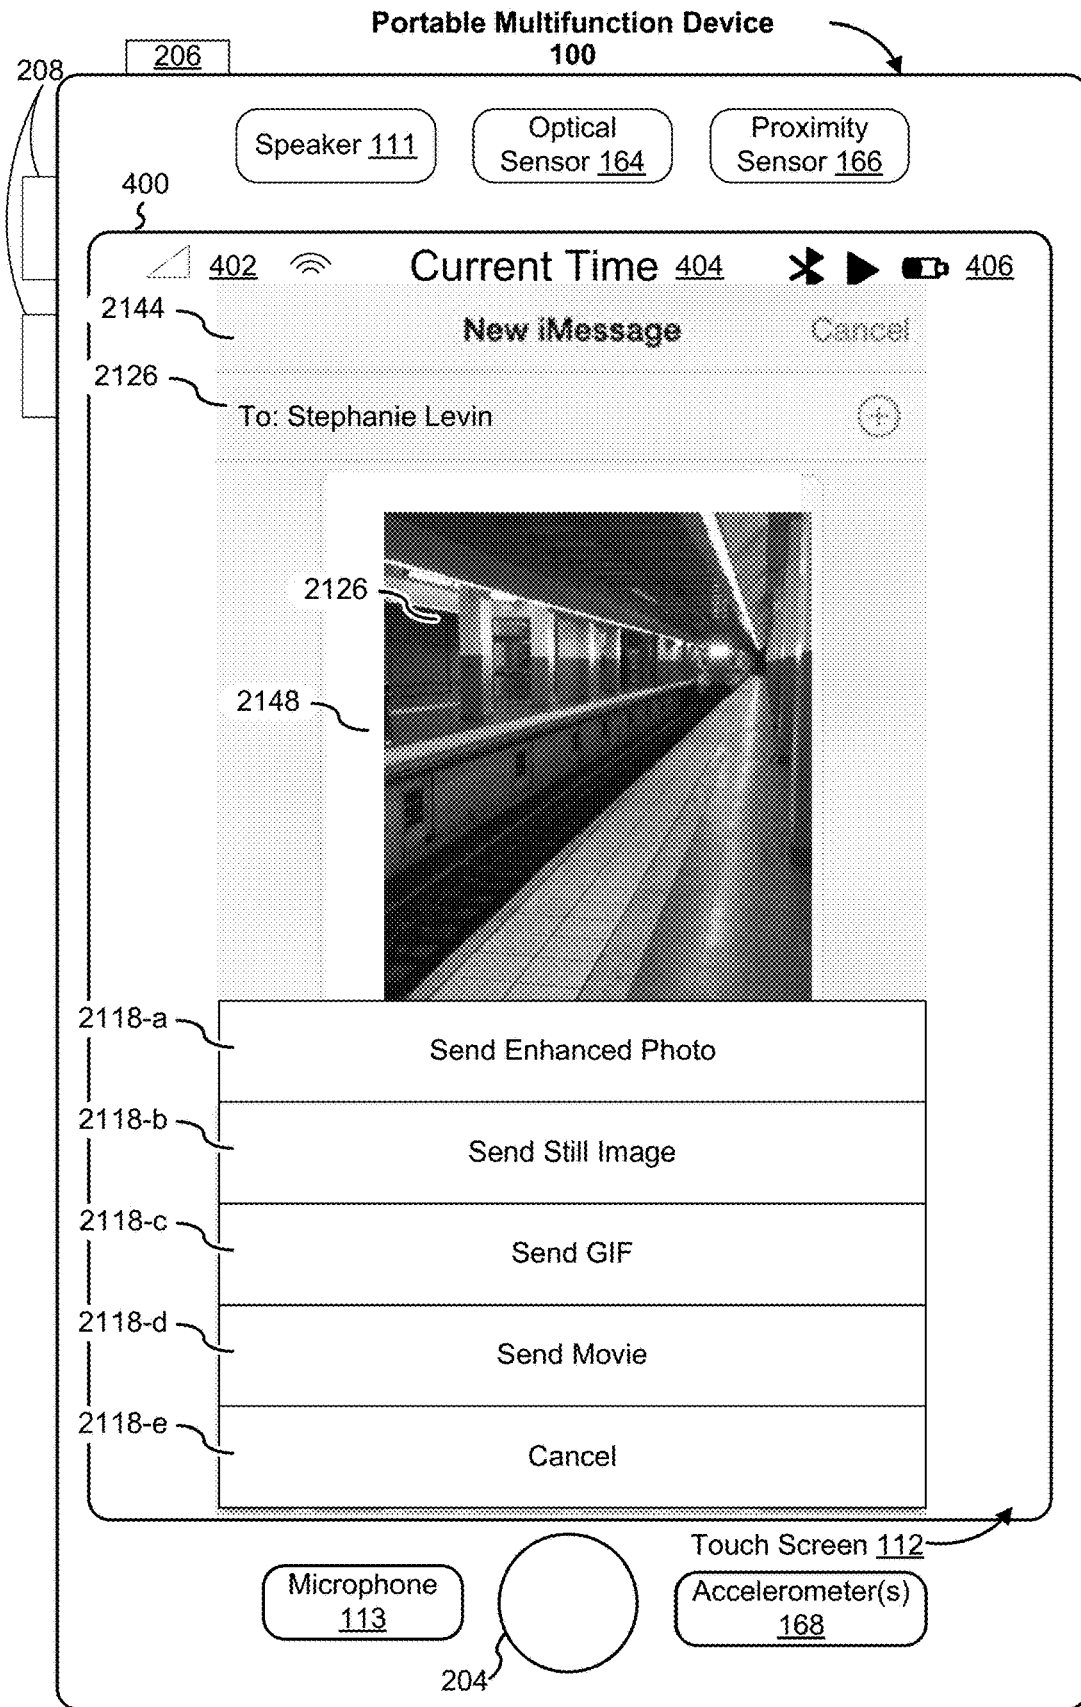 Portable Multifunction Device
100
206
208
Speaker 111
Optical
Sensor 164
Proximity
Sensor 166
400
402
Current Time 404
406
2144
New iMessage
Cancel
2126
To: Stephanie Levin
2126
2148
2118-a
Send Enhanced Photo
2118-b
Send Still Image
2118-c
Send GIF
2118-d
Send Movie
2118-e
Cancel
Touch Screen 112
Microphone
113
Accelerometer(s)
168
204